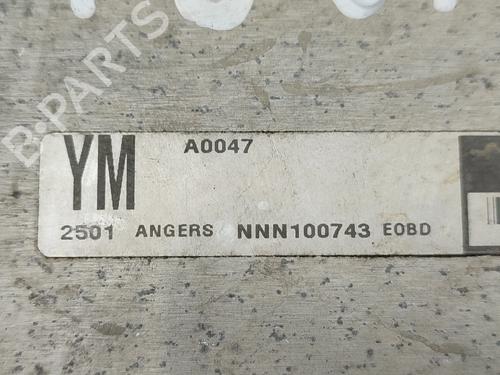 B-PARTS
YM A0047
2501 ANGERS NNN100743 EOBD